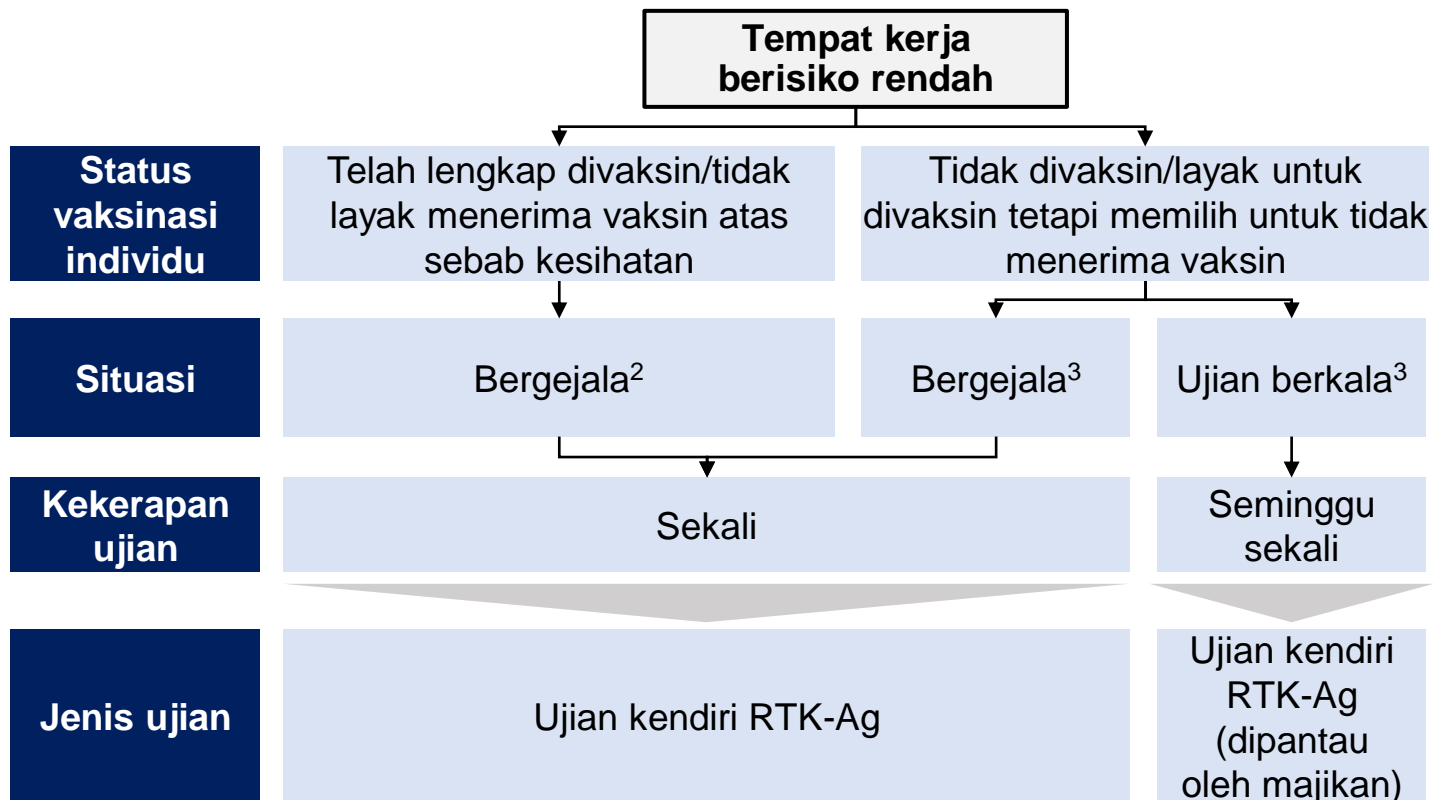 Tempat kerja
berisiko rendah
Status
vaksinasi
individu
Telah lengkap divaksin/tidak
layak menerima vaksin atas
sebab kesihatan
Tidak divaksin/layak untuk
divaksin tetapi memilih untuk tidak
menerima vaksin
Situasi
Bergejala²
Bergejala³
Ujian berkala³
Kekerapan
ujian
Sekali
Seminggu
sekali
Jenis ujian
Ujian kendiri RTK-Ag
Ujian kendiri
RTK-Ag
(dipantau
oleh majikan)